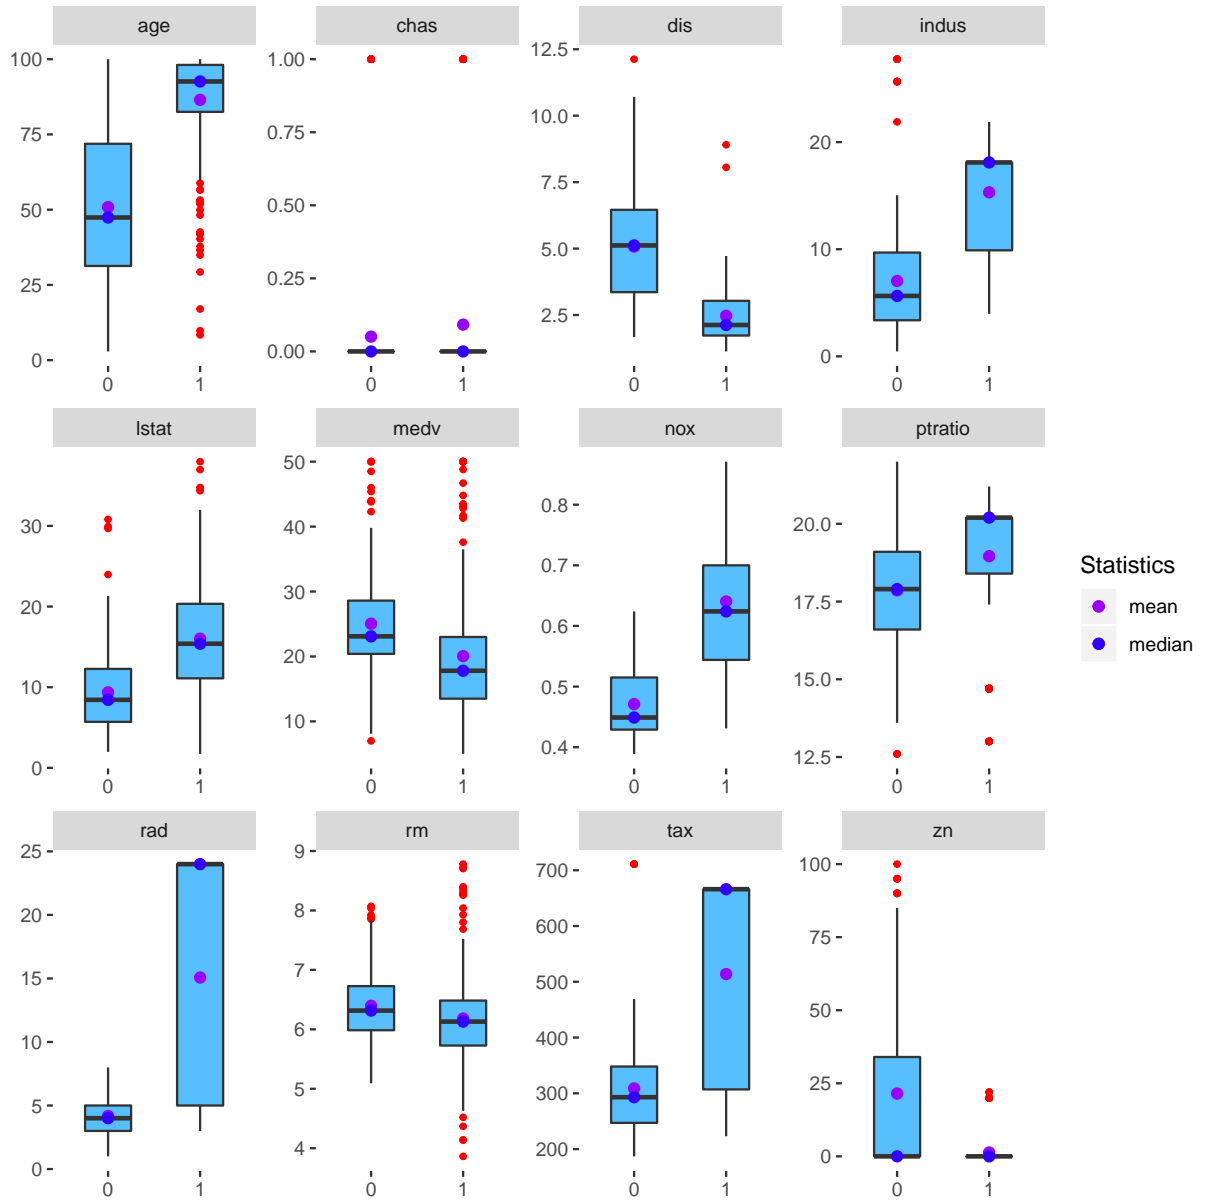 age chas dis indus
100 1.00 12.5
75 0.75 10.0 20
50 0.50 7.5
5.0 10
25 0.25
2.5
0 0.00 0
0 1 0 1 0 1 0 1
lstat medv nox ptratio
50
30 40 0.8 20.0
20 30 0.7 17.5
20 0.6
10 0.5 15.0
10
0 0.4 12.5
0 1 0 1 0 1 0 1
Statistics
mean
median
rad rm tax zn
25 9 700 100
20 8 600 75
15 7 500
50
10 6 400
5 5 300 25
0 4 200 0
0 1 0 1 0 1 0 1